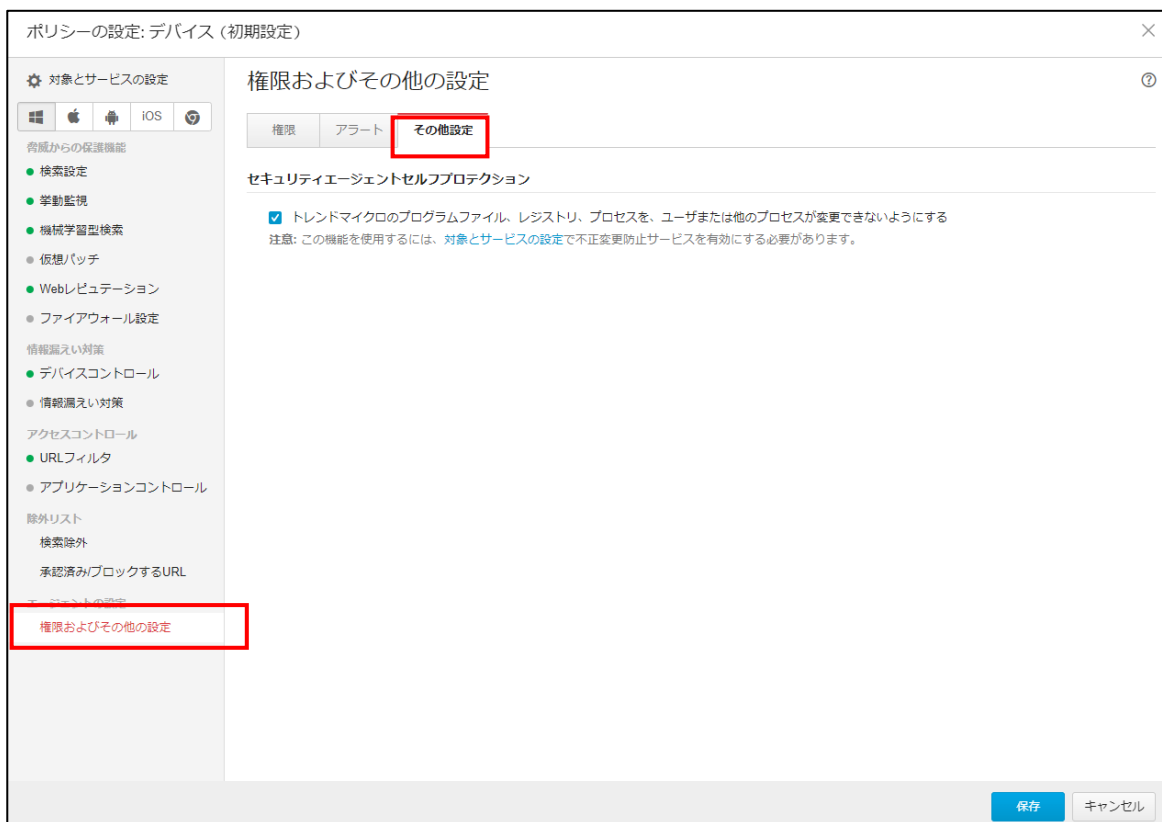 ポリシーの設定: デバイス (初期設定)
対象とサービスの設定
iOS
脅威からの保護機能
検索設定
挙動監視
機械学習型検索
仮想パッチ
Webレピュテーション
ファイアウォール設定
情報漏えい対策
デバイスコントロール
情報漏えい対策
アクセスコントロール
URLフィルタ
アプリケーションコントロール
除外リスト
検索除外
承認済み/ブロックするURL
エージェントの設定
権限およびその他の設定
権限およびその他の設定
権限
アラート
その他設定
セキュリティエージェントセルフプロテクション
トレンドマイクロのプログラムファイル、レジストリ、プロセスを、ユーザまたは他のプロセスが変更できないようにする
注意: この機能を使用するには、対象とサービスの設定で不正変更防止サービスを有効にする必要があります。
保存
キャンセル